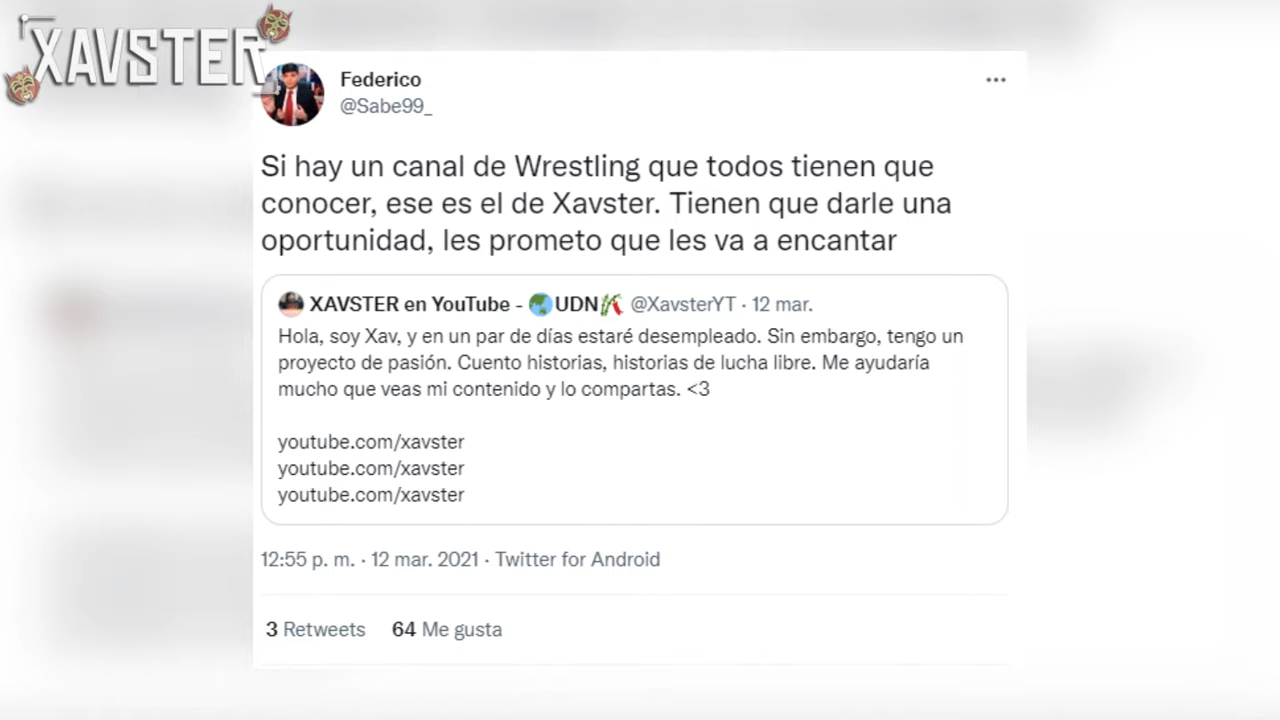 XAVSTER
Federico
@Sabe99_
Si hay un canal de Wrestling que todos tienen que
conocer, ese es el de Xavster. Tienen que darle una
oportunidad, les prometo que les va a encantar
XAVSTER en YouTube - 🌏UDN🎋 @XavsterYT · 12 mar.
Hola, soy Xav, y en un par de días estaré desempleado. Sin embargo, tengo un
proyecto de pasión. Cuento historias, historias de lucha libre. Me ayudaría
mucho que veas mi contenido y lo compartas. <3
youtube.com/xavster
youtube.com/xavster
youtube.com/xavster
12:55 p. m. · 12 mar. 2021 · Twitter for Android
3 Retweets 64 Me gusta